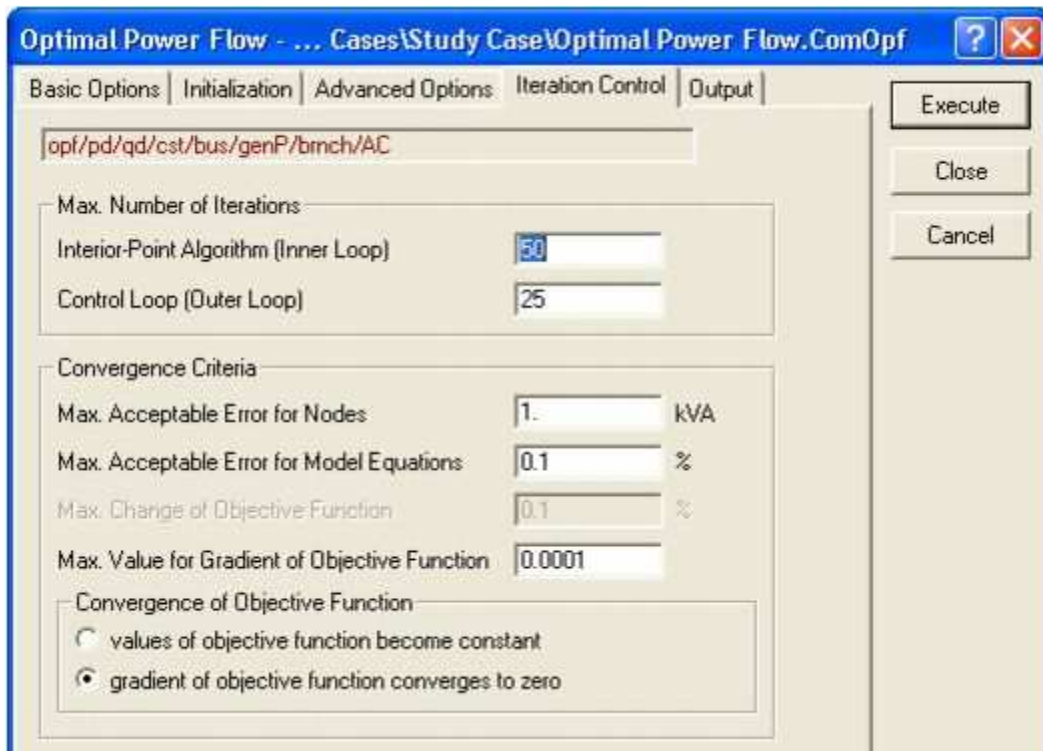 Optimal Power Flow - ... Cases\Study Case\Optimal Power Flow.ComOpf
Basic Options Initialization Advanced Options Iteration Control Output
Execute
opf/pd/qd/cst/bus/genP/brnch/AC
Close
Max. Number of Iterations
Cancel
Interior-Point Algorithm (Inner Loop) 50
Control Loop (Outer Loop) 25
Convergence Criteria
Max. Acceptable Error for Nodes 1. kVA
Max. Acceptable Error for Model Equations 0.1 %
Max. Change of Objective Function 0.1 %
Max. Value for Gradient of Objective Function 0.0001
Convergence of Objective Function
values of objective function become constant
gradient of objective function converges to zero